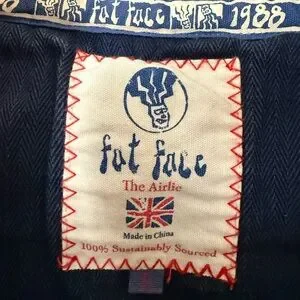 fat face 1988
fat face
The Airlie
Made in China
100% Sustainably Sourced